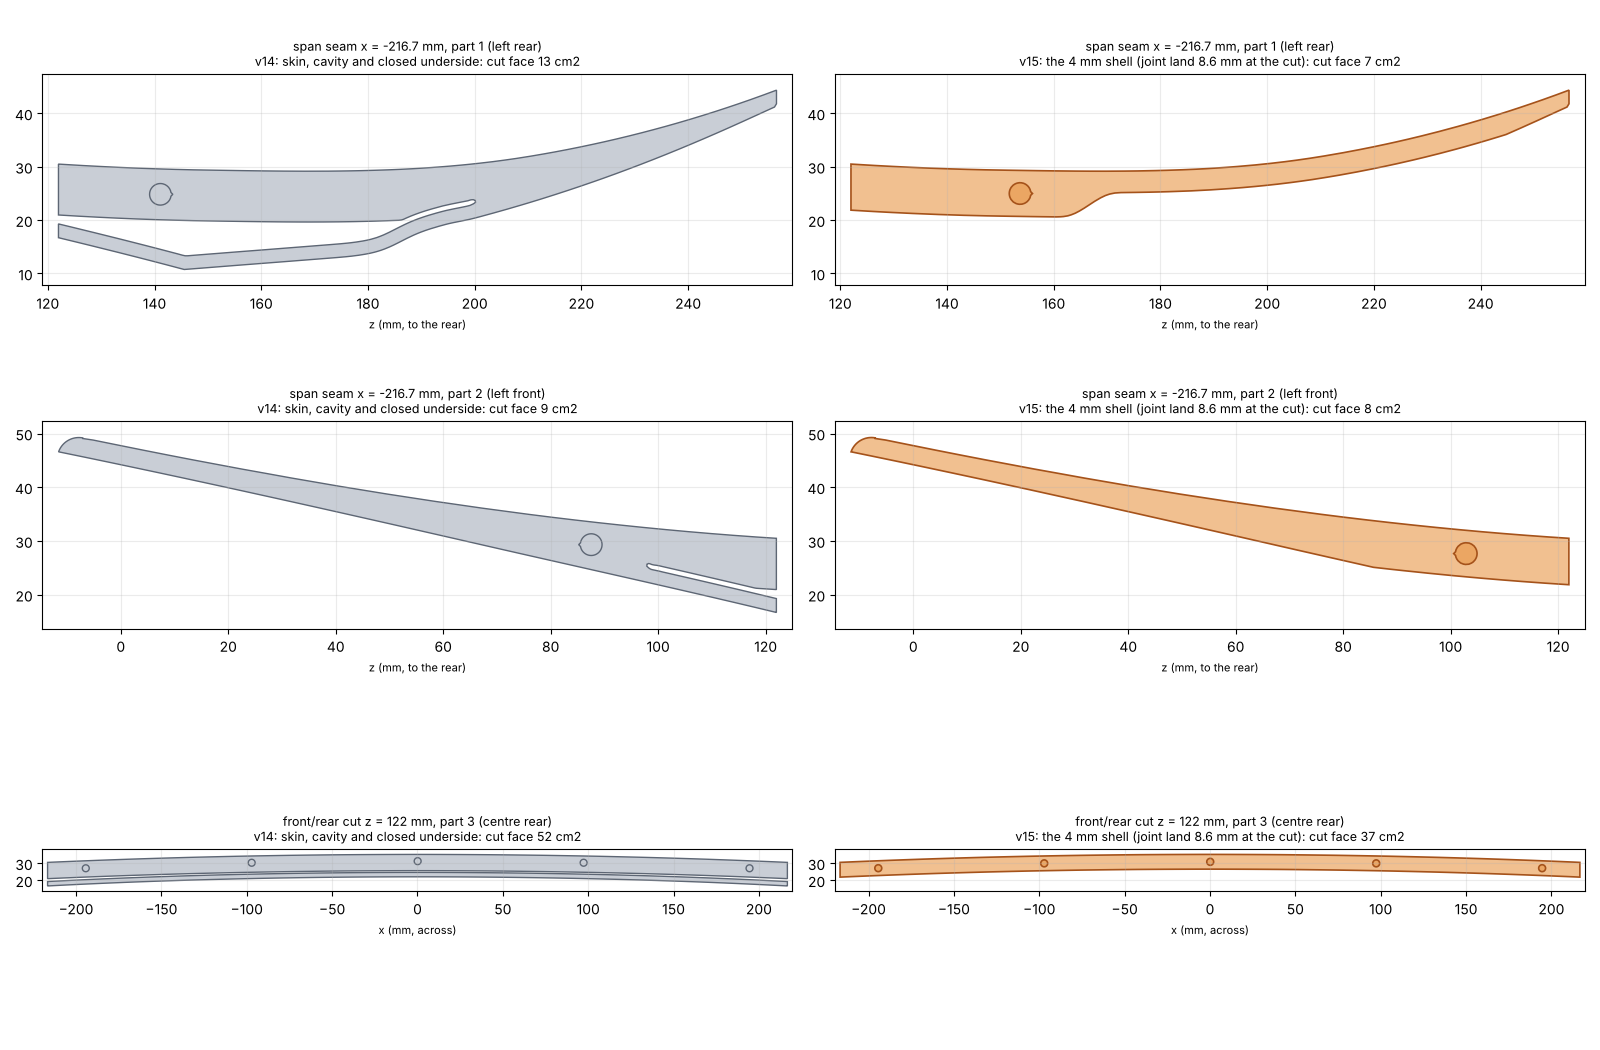 span seam x = -216.7 mm, part 1 (left rear)
v14: skin, cavity and closed underside: cut face 13 cm2
40
30
20
10
120 140 160 180 200 220 240
z (mm, to the rear)
span seam x = -216.7 mm, part 1 (left rear)
v15: the 4 mm shell (joint land 8.6 mm at the cut): cut face 7 cm2
40
30
20
10
120 140 160 180 200 220 240
z (mm, to the rear)
span seam x = -216.7 mm, part 2 (left front)
v14: skin, cavity and closed underside: cut face 9 cm2
50
40
30
20
0 20 40 60 80 100 120
z (mm, to the rear)
span seam x = -216.7 mm, part 2 (left front)
v15: the 4 mm shell (joint land 8.6 mm at the cut): cut face 8 cm2
50
40
30
20
0 20 40 60 80 100 120
z (mm, to the rear)
front/rear cut z = 122 mm, part 3 (centre rear)
v14: skin, cavity and closed underside: cut face 52 cm2
30
20
−200 −150 −100 −50 0 50 100 150 200
x (mm, across)
front/rear cut z = 122 mm, part 3 (centre rear)
v15: the 4 mm shell (joint land 8.6 mm at the cut): cut face 37 cm2
30
20
−200 −150 −100 −50 0 50 100 150 200
x (mm, across)